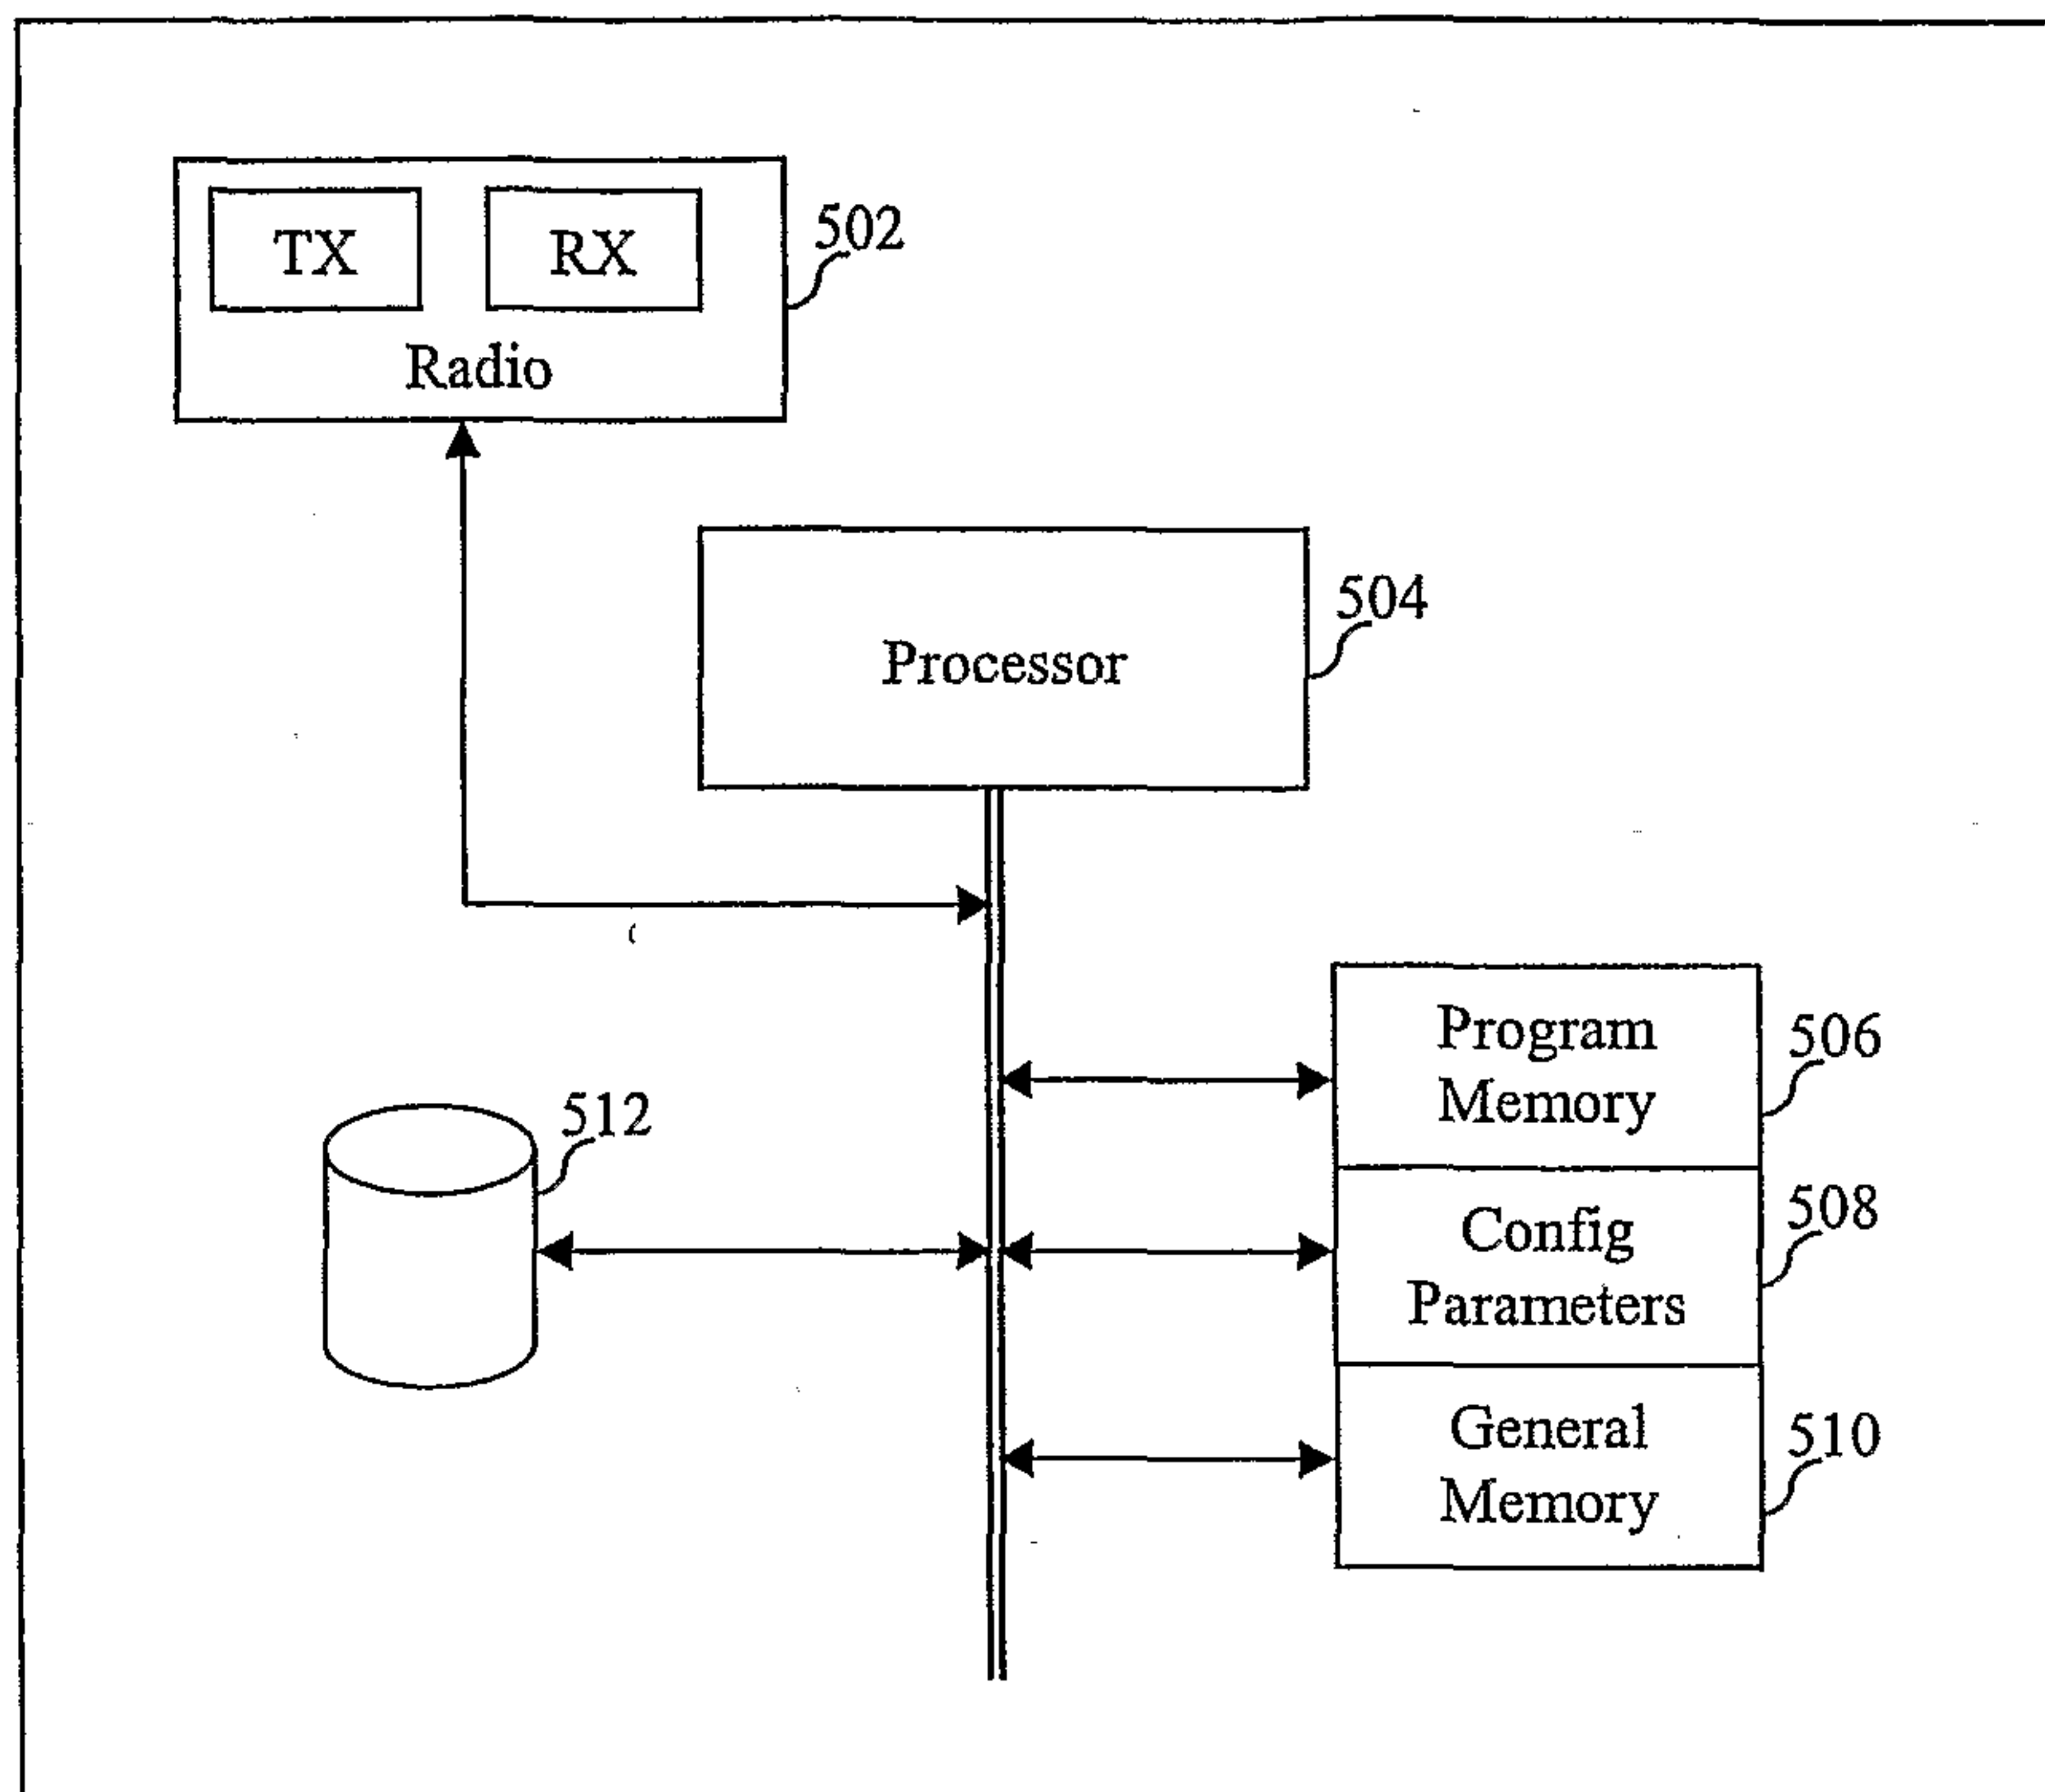 TX
RX
502
Radio
504
Processor
Program
Memory
506
512
Config
Parameters
508
General
Memory
510